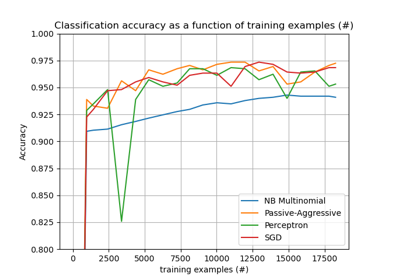 Classification accuracy as a function of training examples (#)
1.000
0.975
0.950
0.925
0.900
0.875
0.850
0.825
0.800
Accuracy
NB Multinomial
Passive-Aggressive
Perceptron
SGD
0 2500 5000 7500 10000 12500 15000 17500
training examples (#)